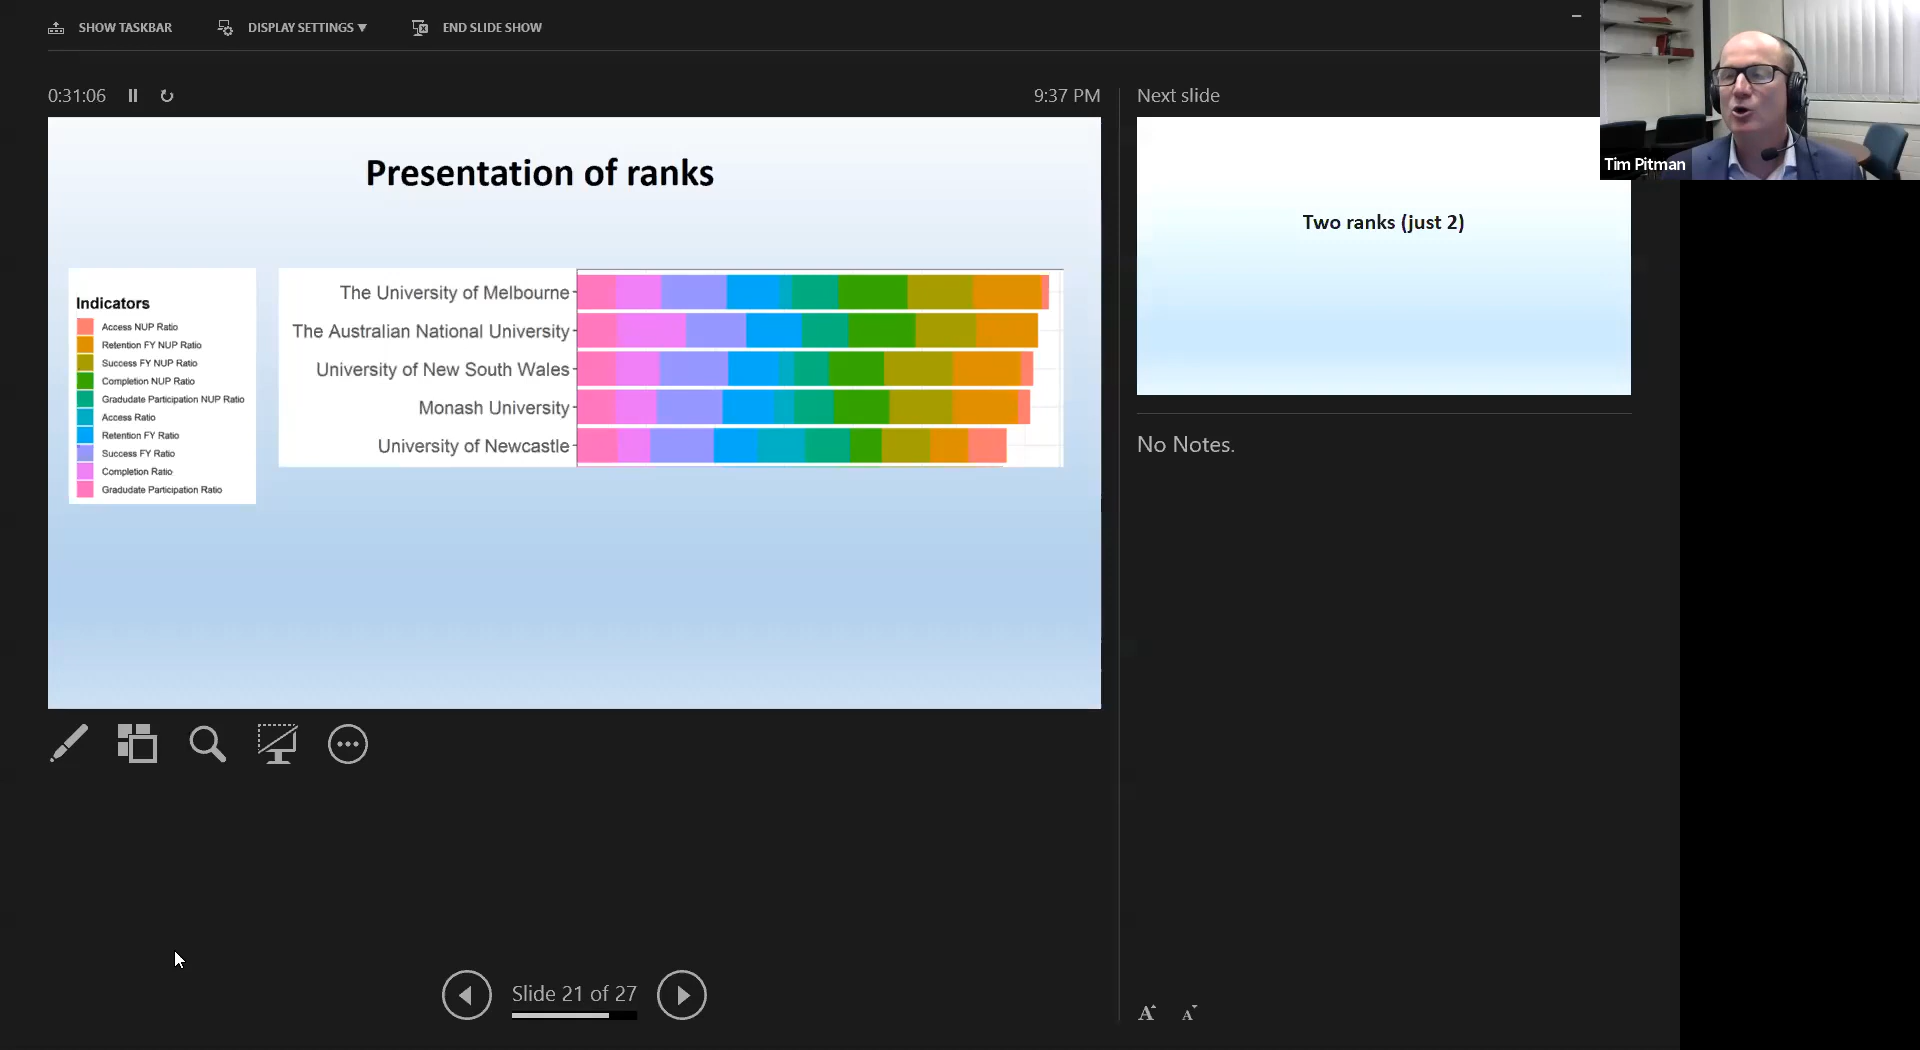 SHOW TASKBAR
DISPLAY SETTINGS
END SLIDE SHOW
0:31:06
9:37 PM
Next slide
Tim Pitman
Presentation of ranks
Indicators
Access NUP Ratio
Retention FY NUP Ratio
Success FY NUP Ratio
Completion NUP Ratio
Gradudate Participation NUP Ratio
Access Ratio
Retention FY Ratio
Success FY Ratio
Completion Ratio
Gradudate Participation Ratio
The University of Melbourne
The Australian National University
University of New South Wales
Monash University
University of Newcastle
Two ranks (just 2)
No Notes.
Slide 21 of 27
A
A